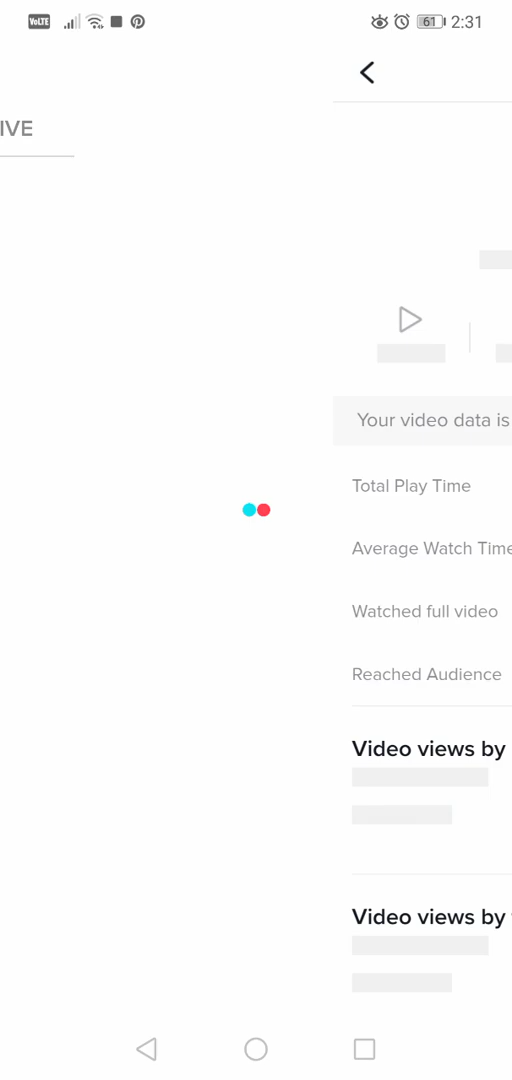 VoLTE 61 2:31
IVE
Your video data is
Total Play Time
Average Watch Time
Watched full video
Reached Audience
Video views by
Video views by